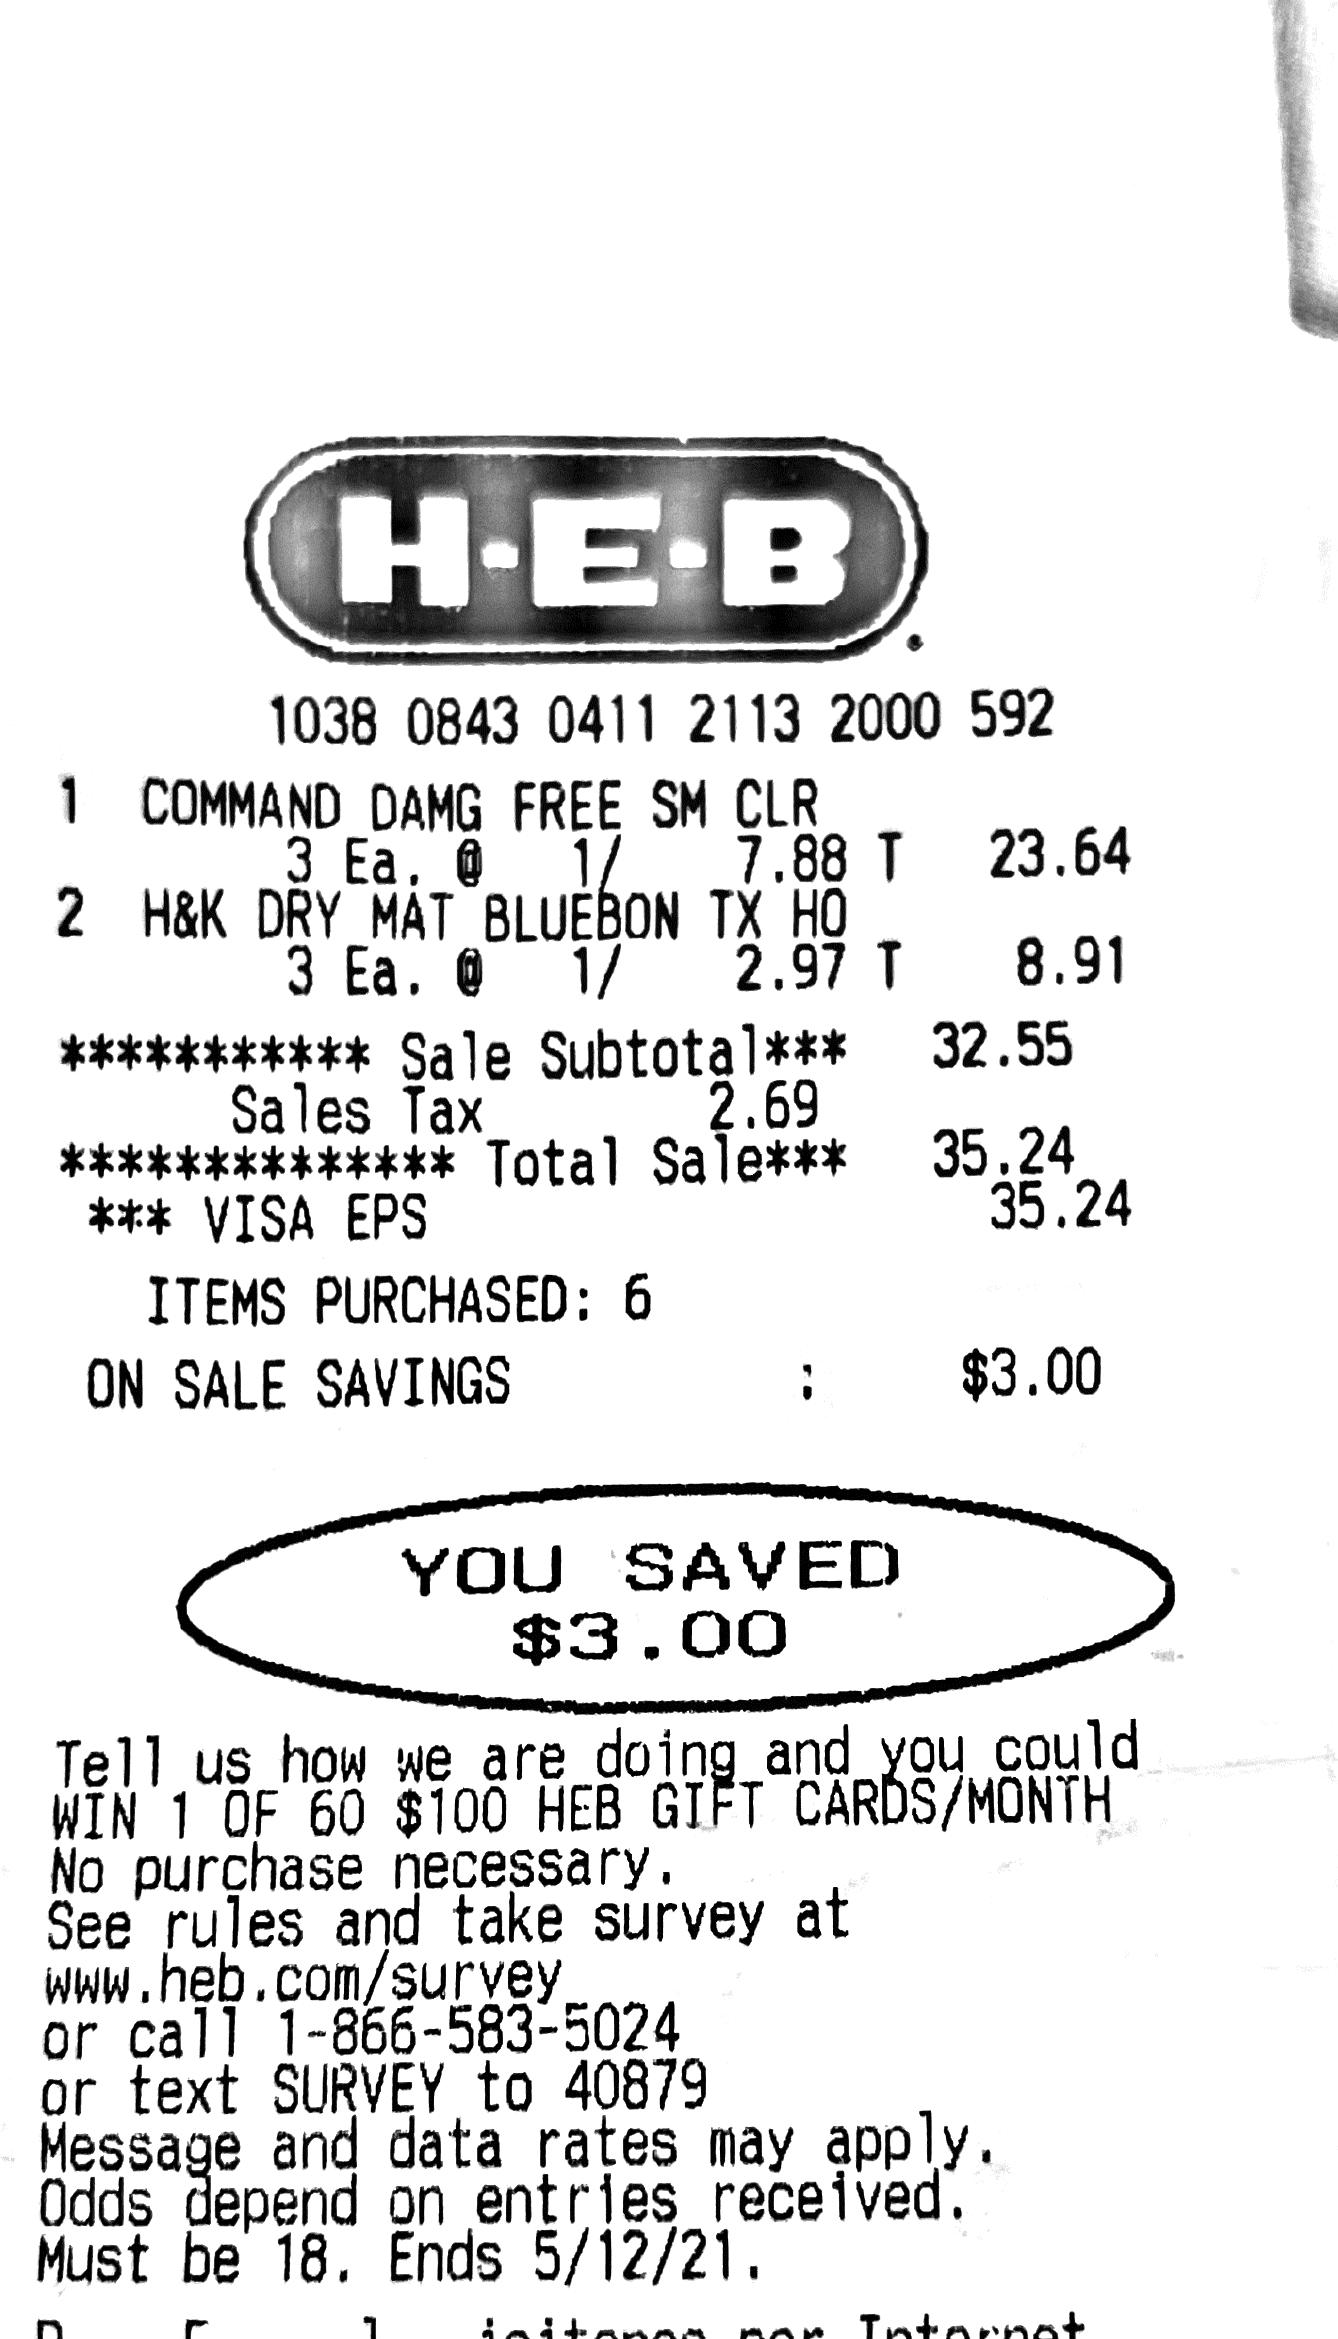 H-E-B
1038 0843 0411 2113 2000 592
1 COMMAND DAMG FREE SM CLR
3 Ea. @ 1/ 7.88 T 23.64
2 H&K DRY MAT BLUEBON TX HO
3 Ea. @ 1/ 2.97 T 8.91
*********** Sale Subtotal*** 32.55
Sales Tax 2.69
************** Total Sale*** 35.24
*** VISA EPS 35.24
ITEMS PURCHASED: 6
ON SALE SAVINGS : $3.00
YOU SAVED
$3.00
Tell us how we are doing and you could
WIN 1 OF 60 $100 HEB GIFT CARDS/MONTH
No purchase necessary.
See rules and take survey at
www.heb.com/survey
or call 1-866-583-5024
or text SURVEY to 40879
Message and data rates may apply.
Odds depend on entries received.
Must be 18. Ends 5/12/21.
por Internet